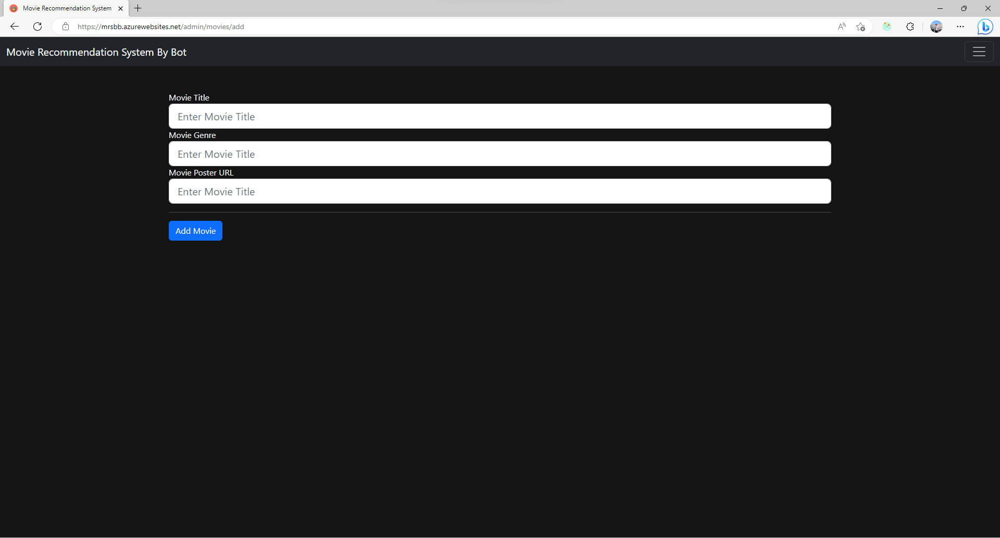 Movie Recommendation System
https://mrsbb.azurewebsites.net/admin/movies/add
Movie Recommendation System By Bot
Movie Title
Enter Movie Title
Movie Genre
Enter Movie Title
Movie Poster URL
Enter Movie Title
Add Movie